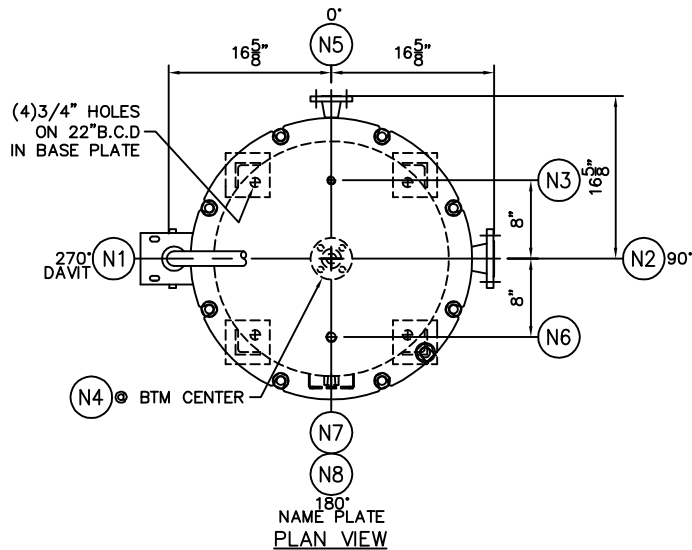 0°
N5
16 5/8"
16 5/8"
(4)3/4" HOLES
ON 22"B.C.D
IN BASE PLATE
N3
16 5/8"
8"
270°
DAVIT
N1
N2
90°
8"
N6
N4
@ BTM CENTER
N7
N8
180°
NAME PLATE
PLAN VIEW